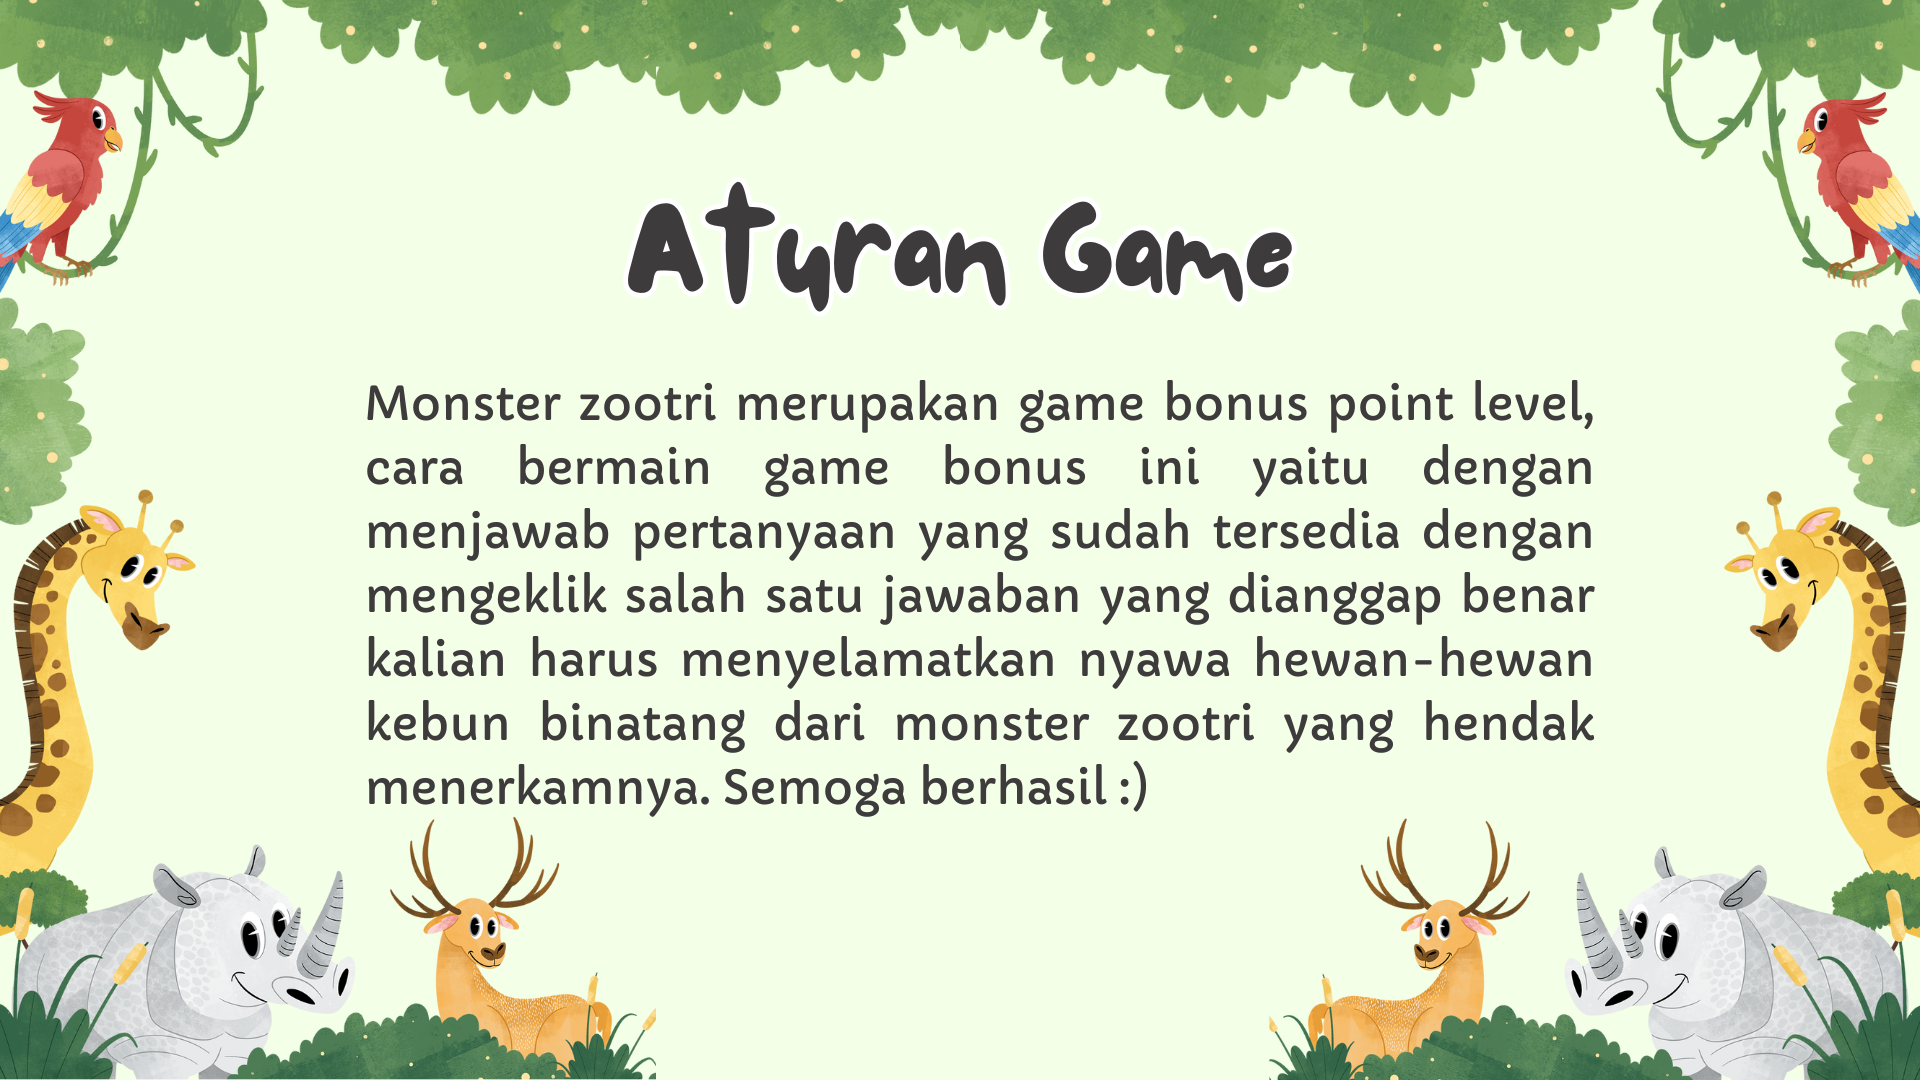 Aturan Game
Monster zootri merupakan game bonus point level,
cara bermain game bonus ini yaitu dengan
menjawab pertanyaan yang sudah tersedia dengan
mengeklik salah satu jawaban yang dianggap benar
kalian harus menyelamatkan nyawa hewan-hewan
kebun binatang dari monster zootri yang hendak
menerkamnya. Semoga berhasil :)